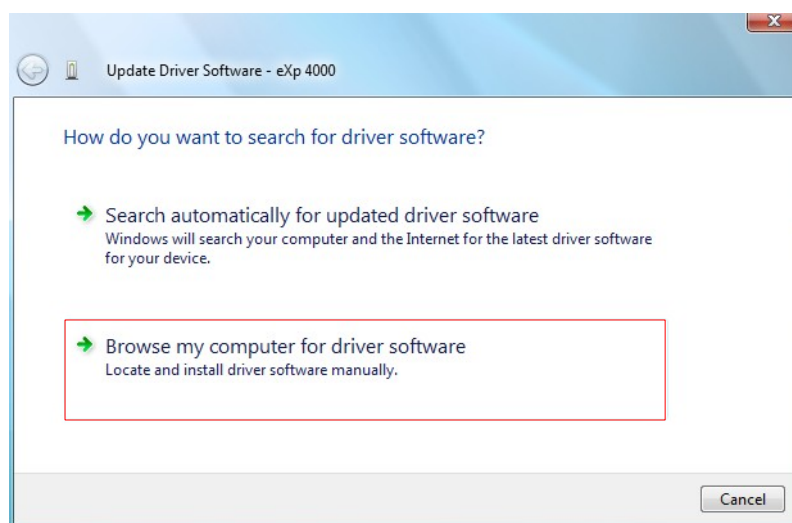 Update Driver Software - eXp 4000
How do you want to search for driver software?
Search automatically for updated driver software
Windows will search your computer and the Internet for the latest driver software
for your device.
Browse my computer for driver software
Locate and install driver software manually.
Cancel